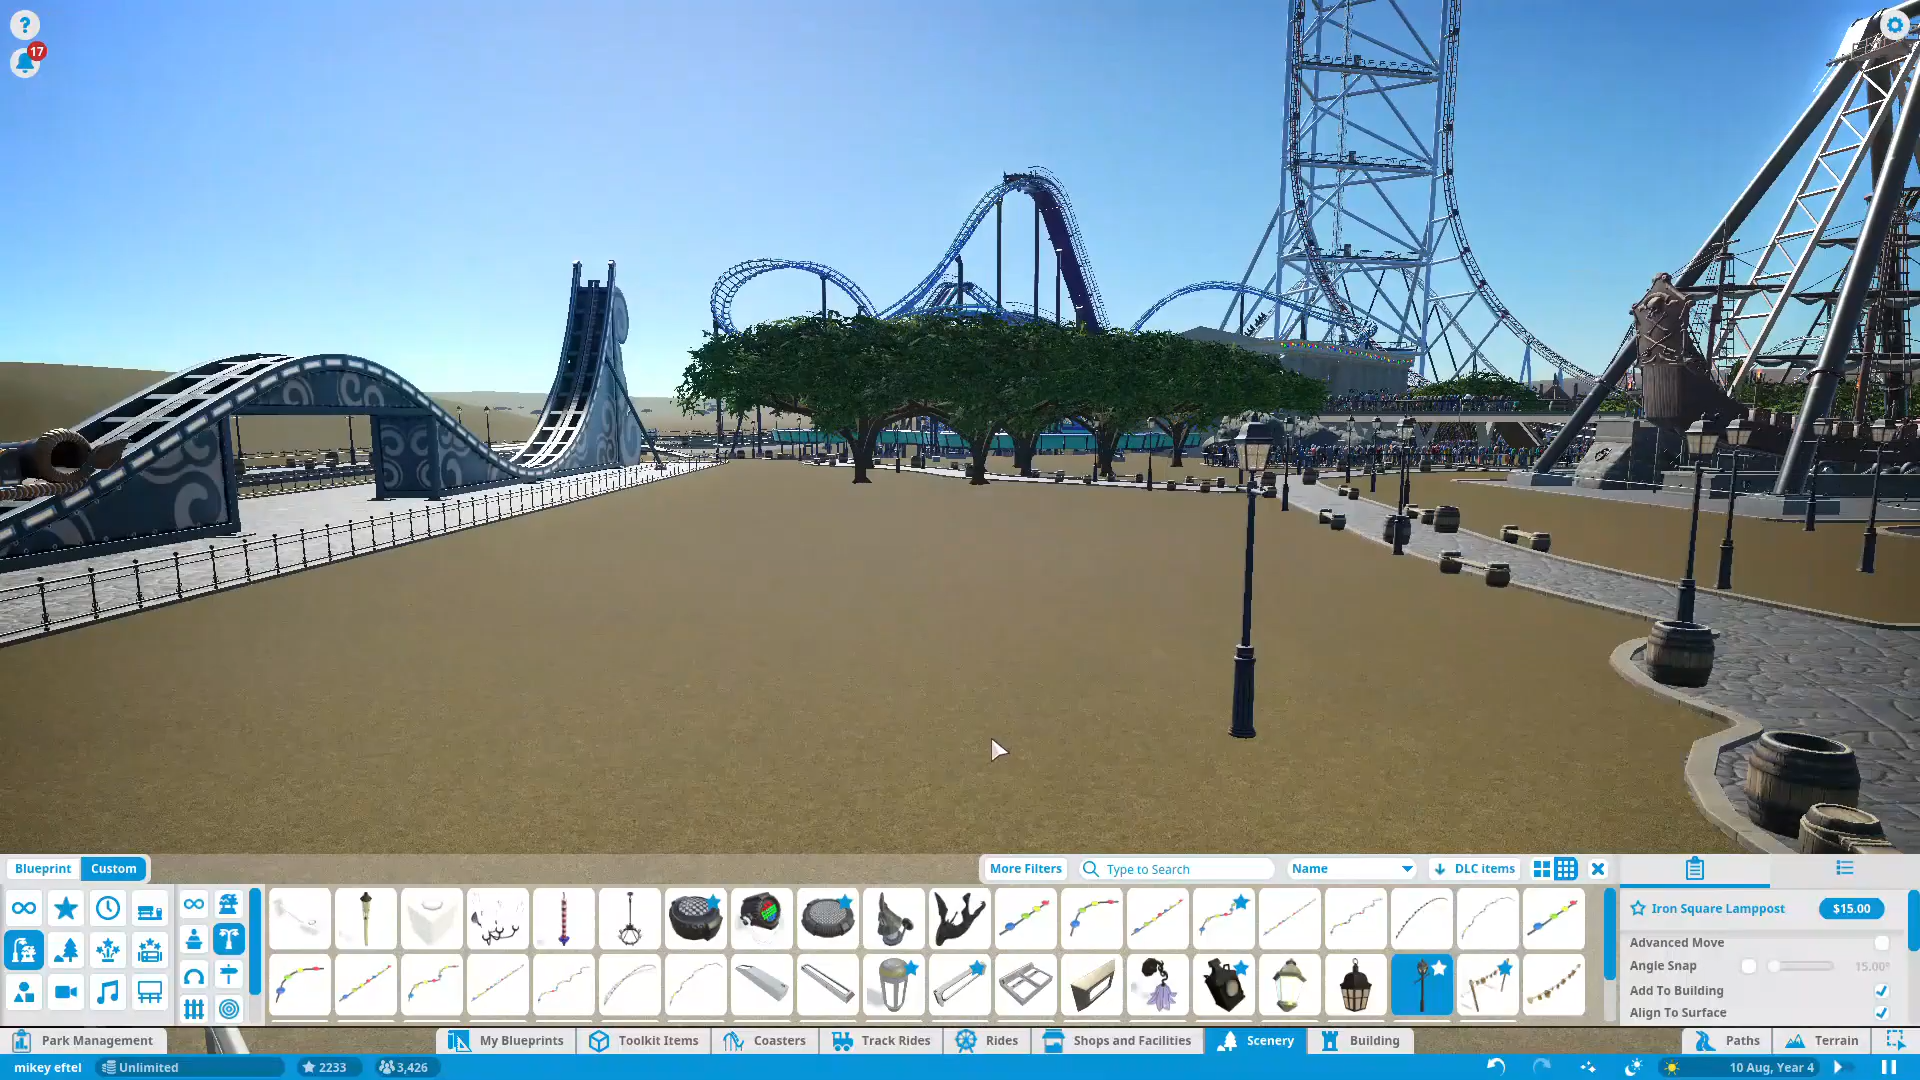 ?
17
Blueprint
Custom
More Filters
Type to Search
Name
DLC items
Iron Square Lamppost
$15.00
Advanced Move
Angle Snap
15.00°
Add To Building
Align To Surface
Park Management
My Blueprints
Toolkit Items
Coasters
Track Rides
Rides
Shops and Facilities
Scenery
Building
Paths
Terrain
mikey eftel
Unlimited
2233
3,426
10 Aug, Year 4